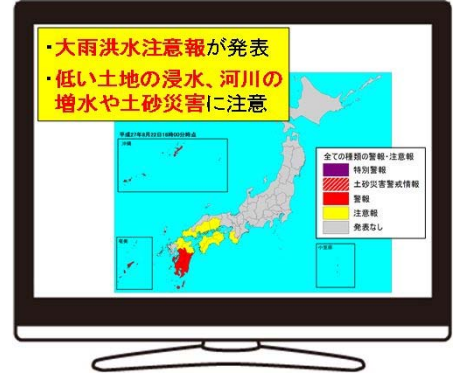 ・大雨洪水注意報が発表
・低い土地の浸水、河川の
増水や土砂災害に注意
沖縄
奄美
小笠原
全ての種類の警報・注意報
特別警報
土砂災害警戒情報
警報
注意報
発表なし